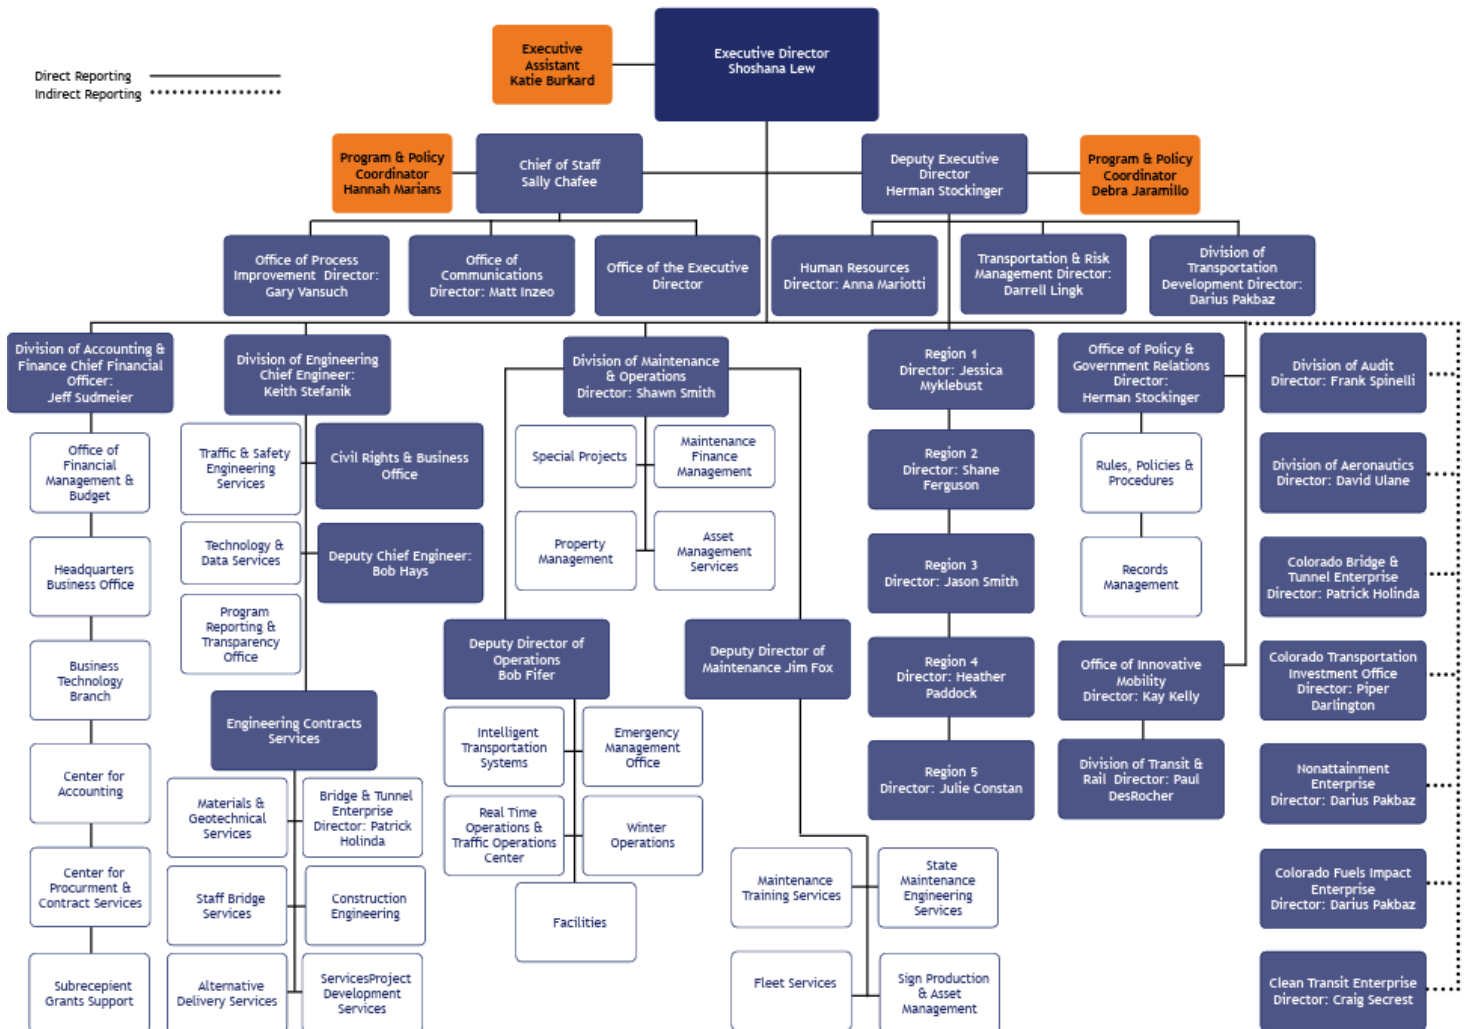 Direct Reporting
Indirect Reporting
Executive
Assistant
Katie Burkard
Executive Director
Shoshana Lew
Program & Policy
Coordinator
Hannah Marians
Chief of Staff
Sally Chafee
Deputy Executive
Director
Herman Stockinger
Program & Policy
Coordinator
Debra Jaramillo
Office of Process
Improvement Director:
Gary Vansuch
Office of
Communications
Director: Matt Inzeo
Office of the Executive
Director
Human Resources
Director: Anna Mariotti
Transportation & Risk
Management Director:
Darrell Lingk
Division of
Transportation
Development Director:
Darius Pakbaz
Division of Accounting &
Finance Chief Financial
Officer:
Jeff Sudmeier
Office of
Financial
Management &
Budget
Headquarters
Business Office
Business
Technology
Branch
Center for
Accounting
Center for
Procurment &
Contract Services
Subrecepient
Grants Support
Division of Engineering
Chief Engineer:
Keith Stefanik
Traffic & Safety
Engineering
Services
Civil Rights & Business
Office
Technology &
Data Services
Deputy Chief Engineer:
Bob Hays
Program
Reporting &
Transparency
Office
Engineering Contracts
Services
Materials &
Geotechnical
Services
Bridge & Tunnel
Enterprise
Director: Patrick
Holinda
Staff Bridge
Services
Construction
Engineering
Alternative
Delivery Services
ServicesProject
Development
Services
Division of Maintenance
& Operations
Director: Shawn Smith
Special Projects
Maintenance
Finance
Management
Property
Management
Asset
Management
Services
Deputy Director of
Operations
Bob Fifer
Intelligent
Transportation
Systems
Emergency
Management
Office
Real Time
Operations &
Traffic Operations
Center
Winter
Operations
Facilities
Deputy Director of
Maintenance Jim Fox
Maintenance
Training Services
State
Maintenance
Engineering
Services
Fleet Services
Sign Production
& Asset
Management
Region 1
Director: Jessica
Myklebust
Region 2
Director: Shane
Ferguson
Region 3
Director: Jason Smith
Region 4
Director: Heather
Paddock
Region 5
Director: Julie Constan
Office of Policy &
Government Relations
Director:
Herman Stockinger
Rules, Policies &
Procedures
Records
Management
Office of Innovative
Mobility
Director: Kay Kelly
Division of Transit &
Rail Director: Paul
DesRocher
Division of Audit
Director: Frank Spinelli
Division of Aeronautics
Director: David Ulane
Colorado Bridge &
Tunnel Enterprise
Director: Patrick Holinda
Colorado Transportation
Investment Office
Director: Piper
Darlington
Nonattainment
Enterprise
Director: Darius Pakbaz
Colorado Fuels Impact
Enterprise
Director: Darius Pakbaz
Clean Transit Enterprise
Director: Craig Secrest